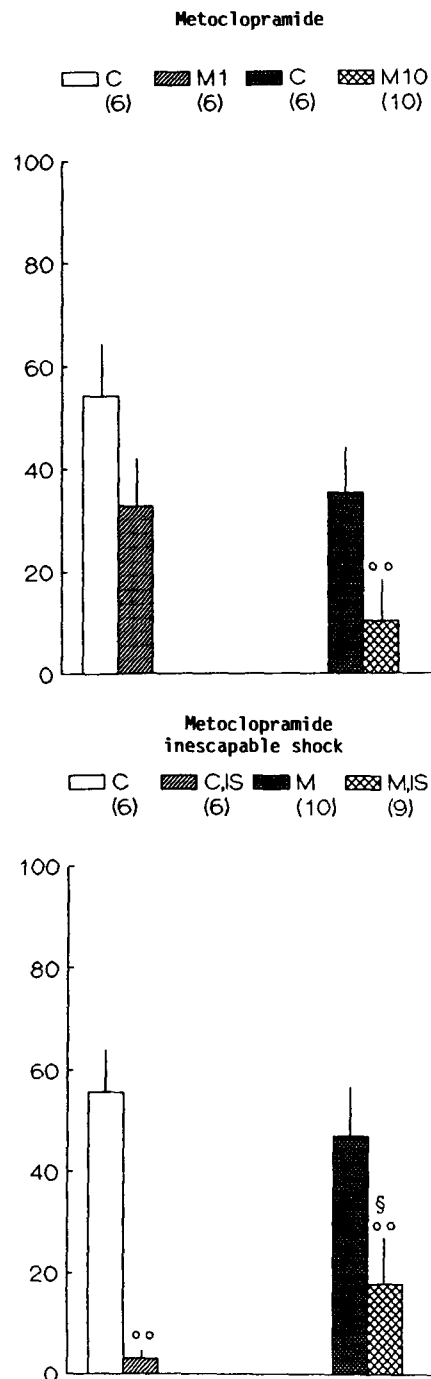 Metoclopramide
C M1 C M10
(6) (6) (6) (10)
100
80
60
40
20
0
°°
Metoclopramide
inescapable shock
C C,IS M M,IS
(6) (6) (10) (9)
100
80
60
40
20
0
°°
§
°°